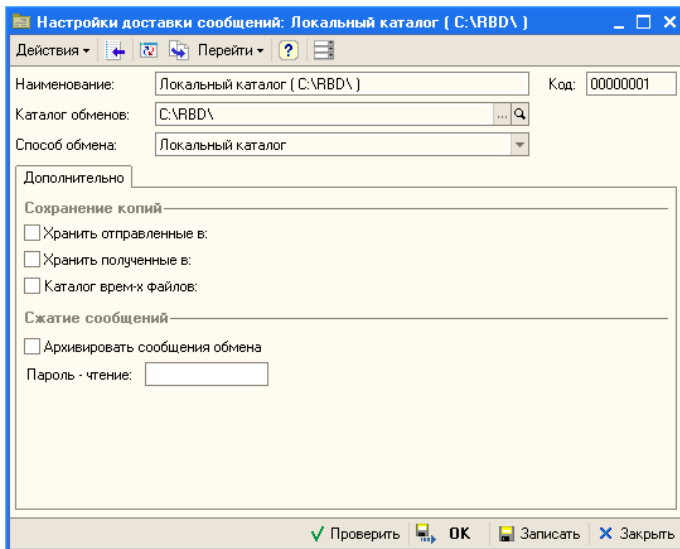 Настройки доставки сообщений: Локальный каталог ( C:\RBD\ )
Действия Перейти ?
Наименование: Локальный каталог ( C:\RBD\ ) Код: 00000001
Каталог обменов: C:\RBD\ ...
Способ обмена: Локальный каталог
Дополнительно
Сохранение копий
Хранить отправленные в:
Хранить полученные в:
Каталог врем-х файлов:
Сжатие сообщений
Архивировать сообщения обмена
Пароль - чтение:
Проверить OK Записать Закрыть